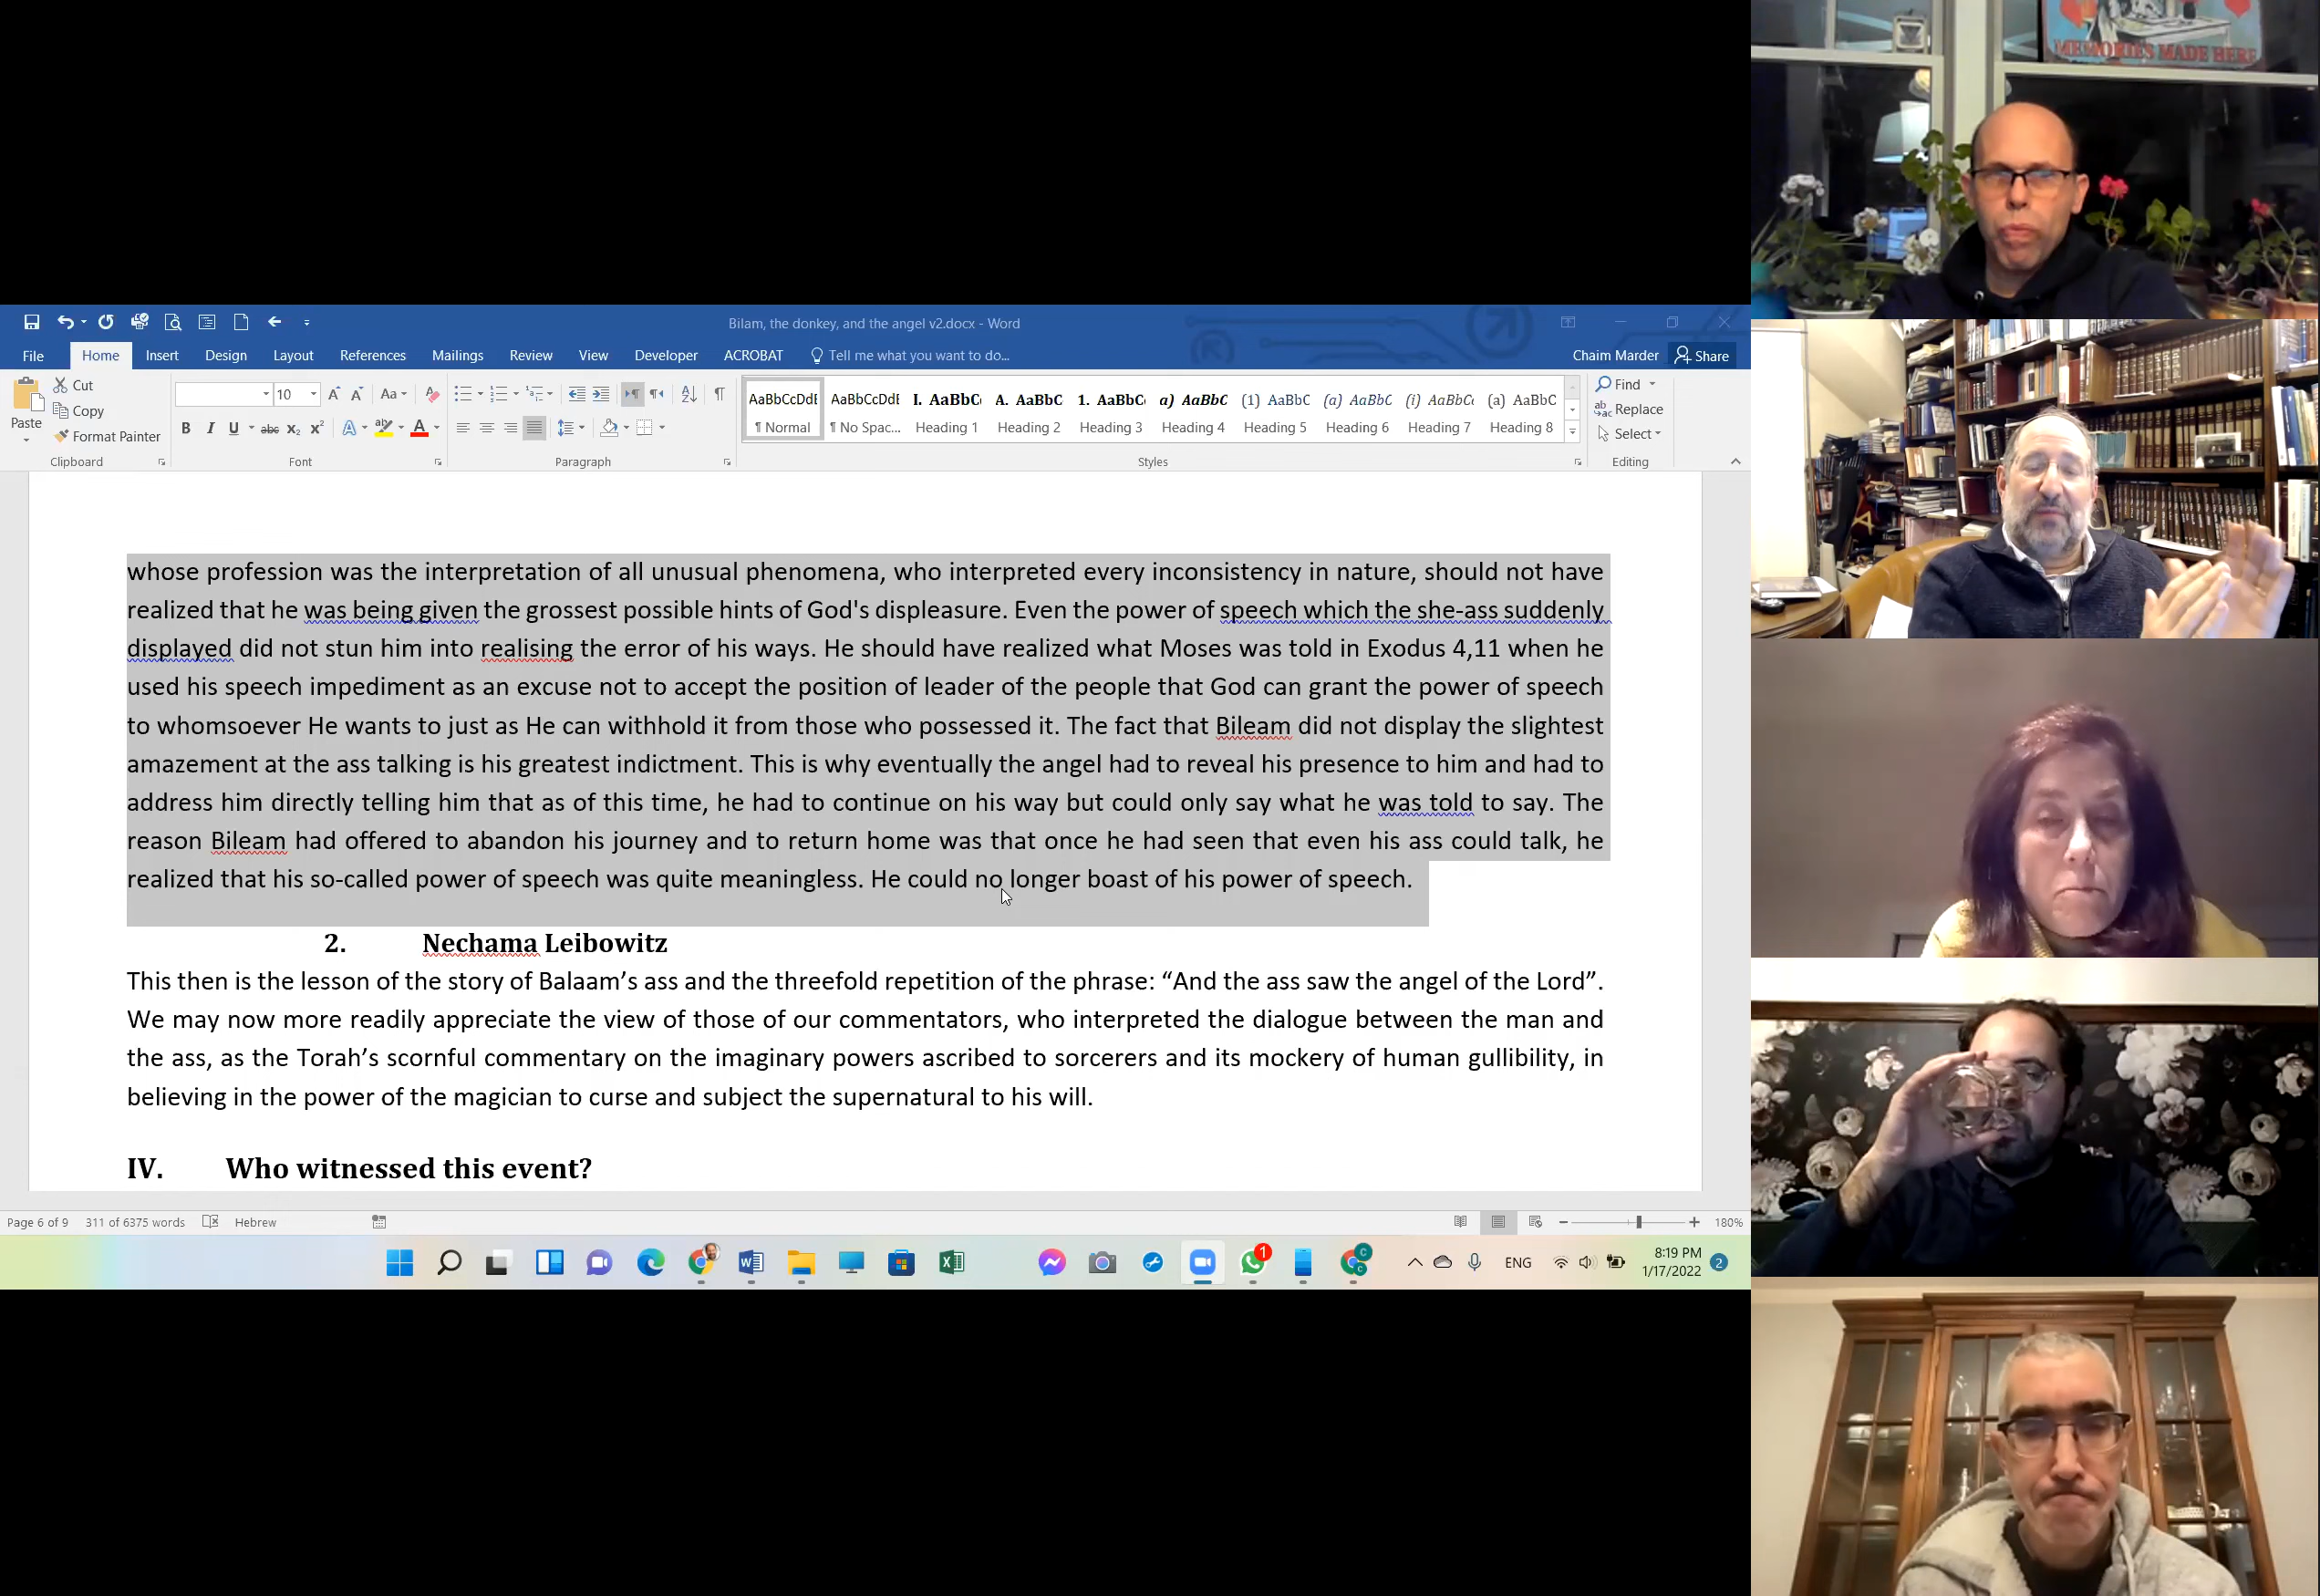 MEMORIES MADE HERE
Bilam, the donkey, and the angel v2.docx - Word
File Home Insert Design Layout References Mailings Review View Developer ACROBAT Tell me what you want to do... Chaim Marder Share
Paste
Cut
Copy
Format Painter
10
Aa
B I U abc x₂ x² A ab A
AaBbCcDdE AaBbCcDdE I. AaBbC A. AaBbC 1. AaBbC a) AaBbC (1) AaBbC (a) AaBbC (i) AaBbCc (a) AaBbC
¶ Normal ¶ No Spac... Heading 1 Heading 2 Heading 3 Heading 4 Heading 5 Heading 6 Heading 7 Heading 8
Find
Replace
Select
Clipboard Font Paragraph Styles Editing
whose profession was the interpretation of all unusual phenomena, who interpreted every inconsistency in nature, should not have
realized that he was being given the grossest possible hints of God's displeasure. Even the power of speech which the she-ass suddenly
displayed did not stun him into realising the error of his ways. He should have realized what Moses was told in Exodus 4,11 when he
used his speech impediment as an excuse not to accept the position of leader of the people that God can grant the power of speech
to whomsoever He wants to just as He can withhold it from those who possessed it. The fact that Bileam did not display the slightest
amazement at the ass talking is his greatest indictment. This is why eventually the angel had to reveal his presence to him and had to
address him directly telling him that as of this time, he had to continue on his way but could only say what he was told to say. The
reason Bileam had offered to abandon his journey and to return home was that once he had seen that even his ass could talk, he
realized that his so-called power of speech was quite meaningless. He could no longer boast of his power of speech.
2. Nechama Leibowitz
This then is the lesson of the story of Balaam’s ass and the threefold repetition of the phrase: “And the ass saw the angel of the Lord”.
We may now more readily appreciate the view of those of our commentators, who interpreted the dialogue between the man and
the ass, as the Torah’s scornful commentary on the imaginary powers ascribed to sorcerers and its mockery of human gullibility, in
believing in the power of the magician to curse and subject the supernatural to his will.
IV. Who witnessed this event?
Page 6 of 9 311 of 6375 words Hebrew 180%
1 ENG 8:19 PM
1/17/2022 2